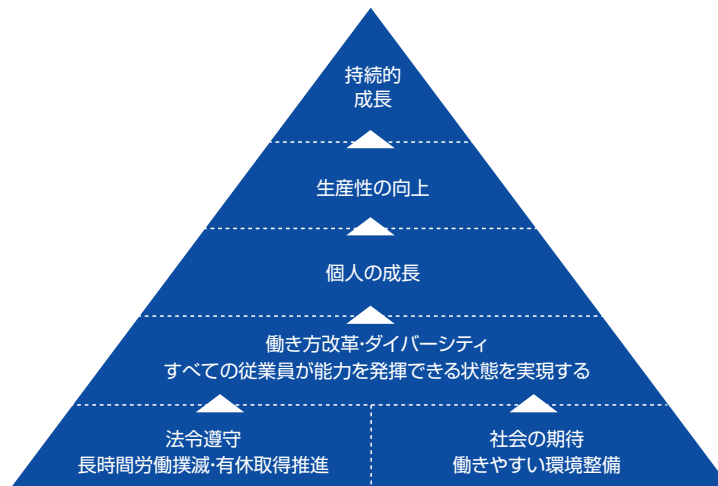 持続的
成長
生産性の向上
個人の成長
働き方改革・ダイバーシティ
すべての従業員が能力を発揮できる状態を実現する
法令遵守
長時間労働撲滅・有休取得推進
社会の期待
働きやすい環境整備